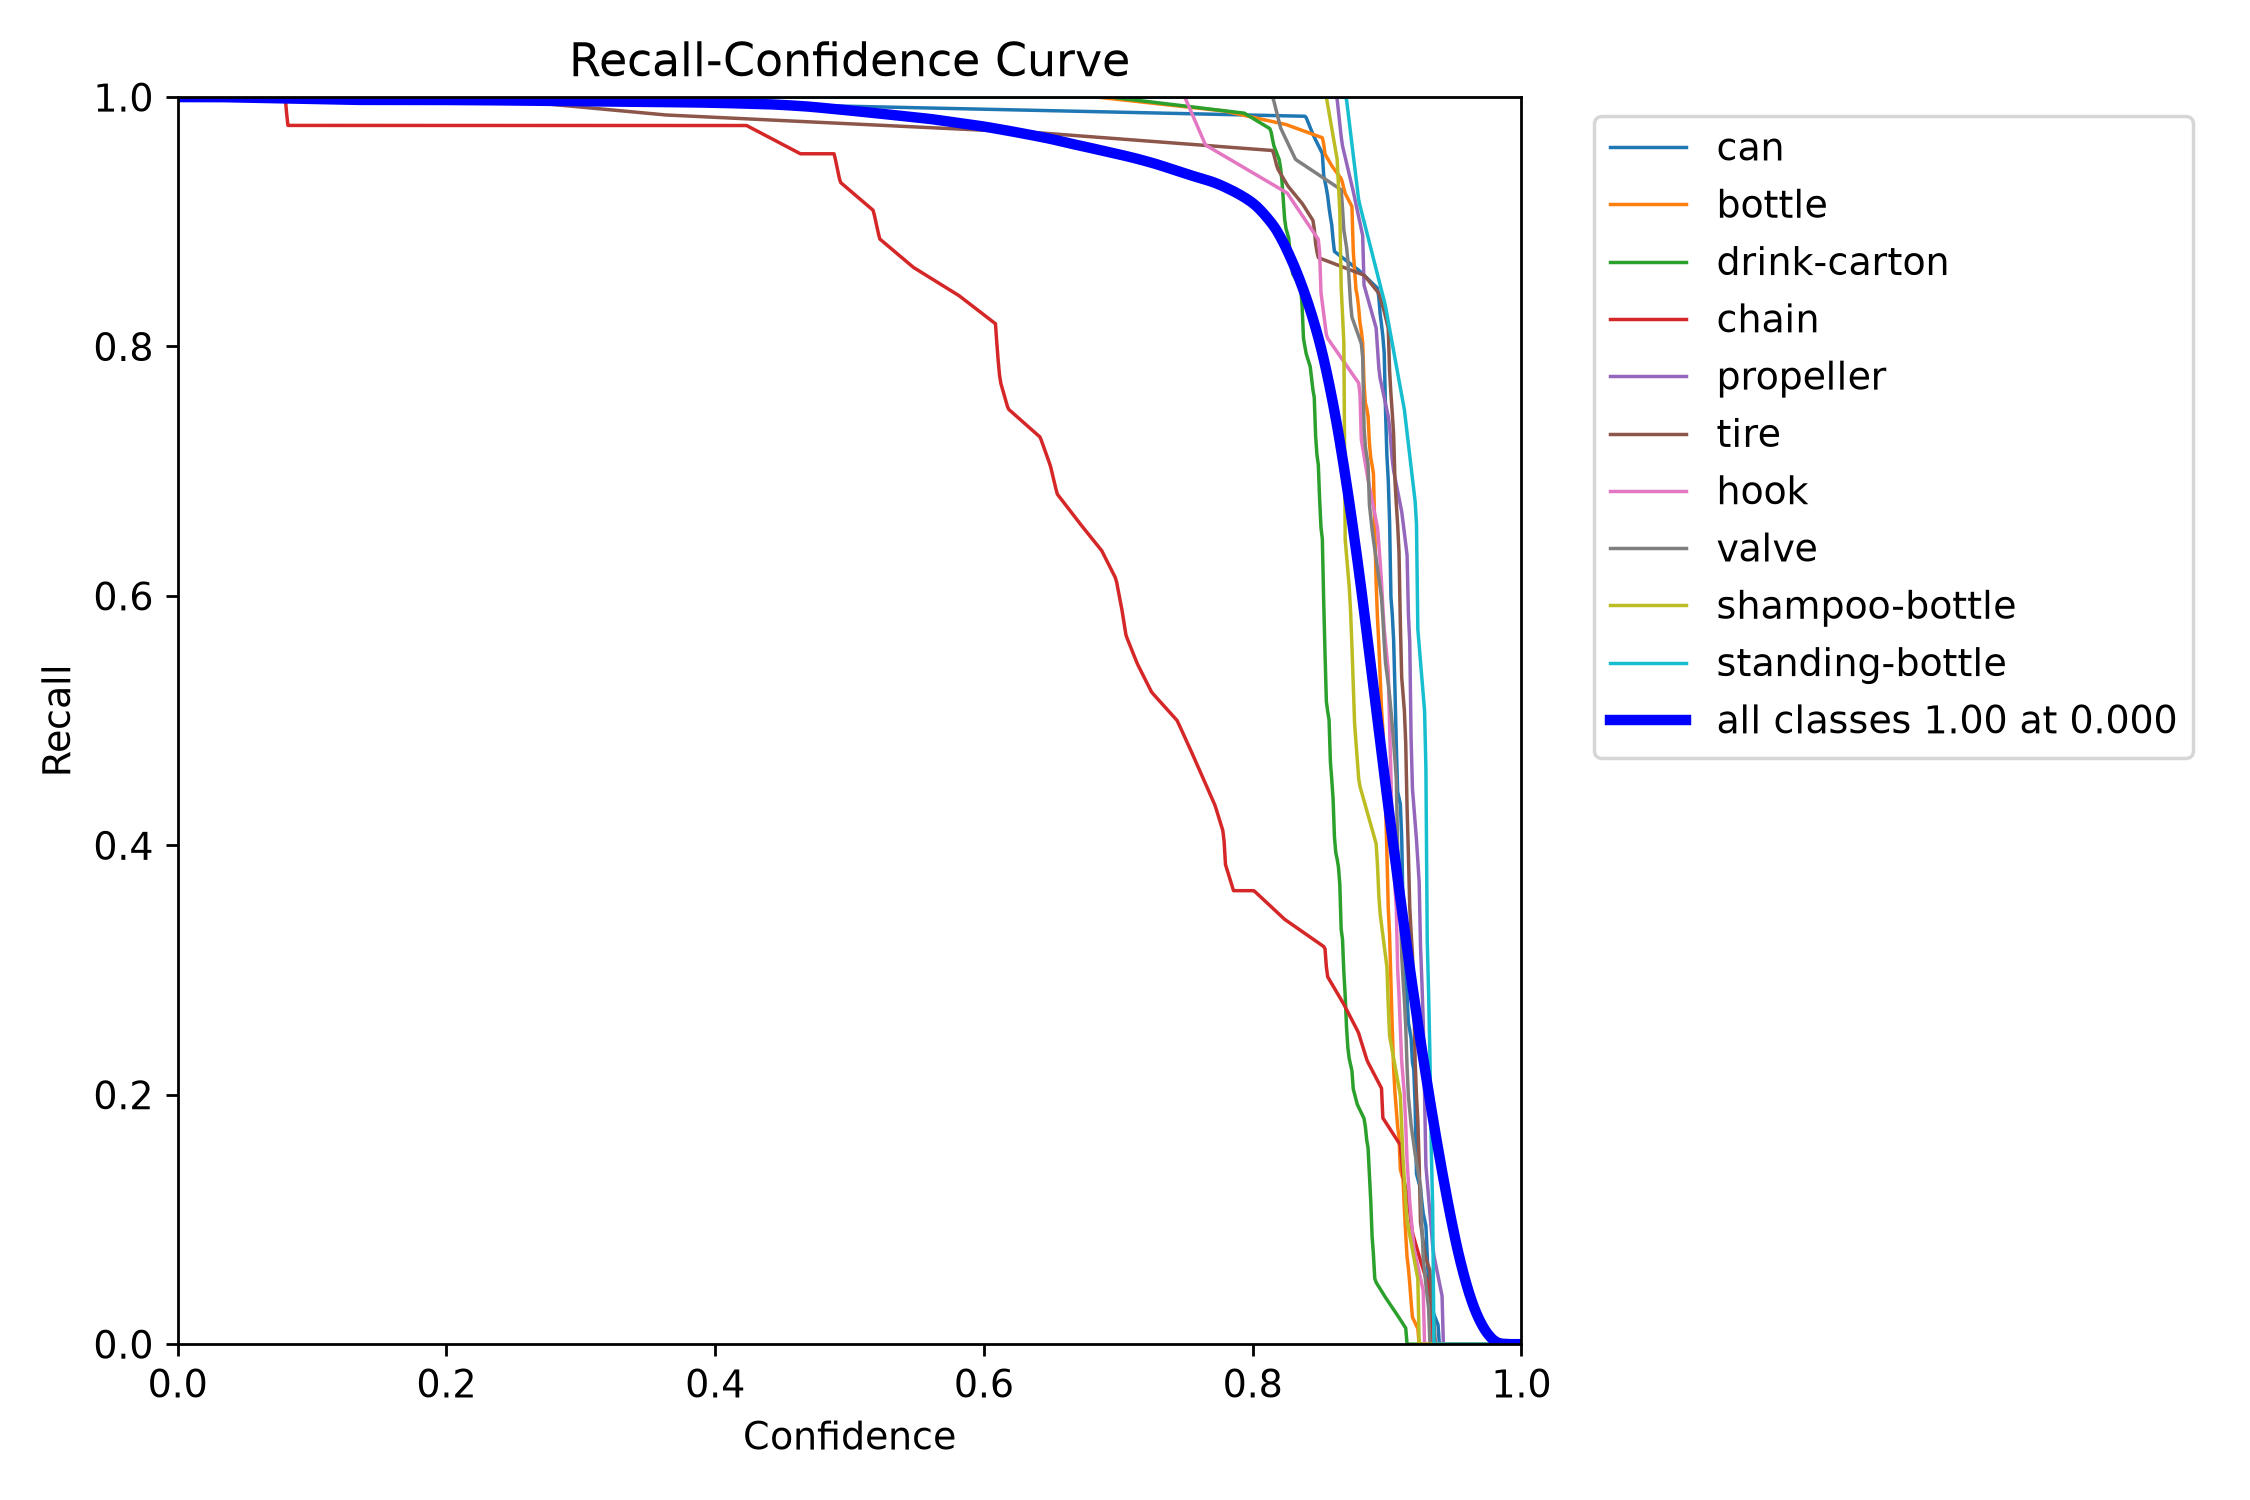 Recall-Confidence Curve
1.0
0.8
0.6
0.4
0.2
0.0
Recall
0.0 0.2 0.4 0.6 0.8 1.0
Confidence
can
bottle
drink-carton
chain
propeller
tire
hook
valve
shampoo-bottle
standing-bottle
all classes 1.00 at 0.000